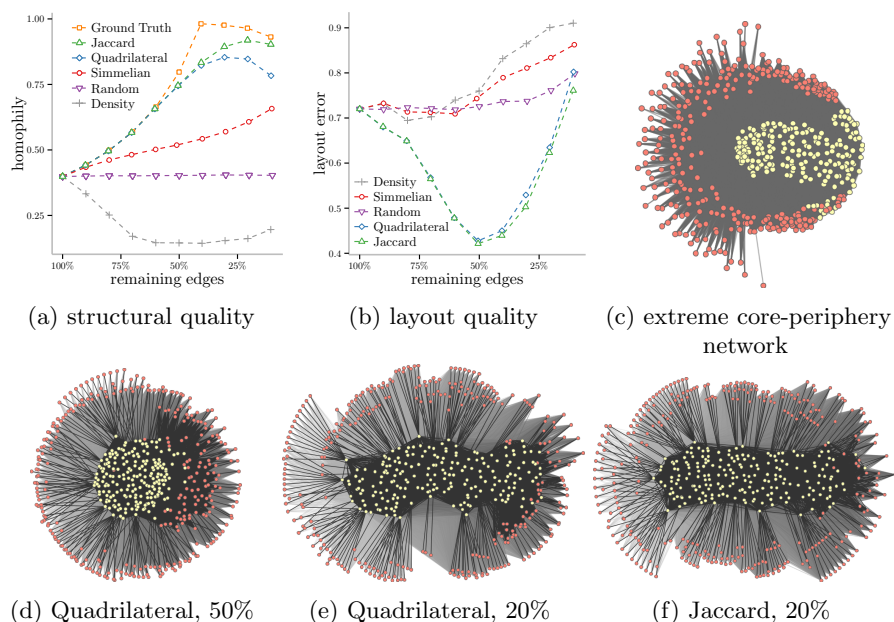 1.00
0.75
0.50
0.25
homophily
Ground Truth
Jaccard
Quadrilateral
Simmelian
Random
Density
100%
75%
50%
25%
remaining edges
(a) structural quality
0.9
0.8
0.7
0.6
0.5
0.4
layout error
Density
Simmelian
Random
Quadrilateral
Jaccard
100%
75%
50%
25%
remaining edges
(b) layout quality
(c) extreme core-periphery
network
(d) Quadrilateral, 50%
(e) Quadrilateral, 20%
(f) Jaccard, 20%